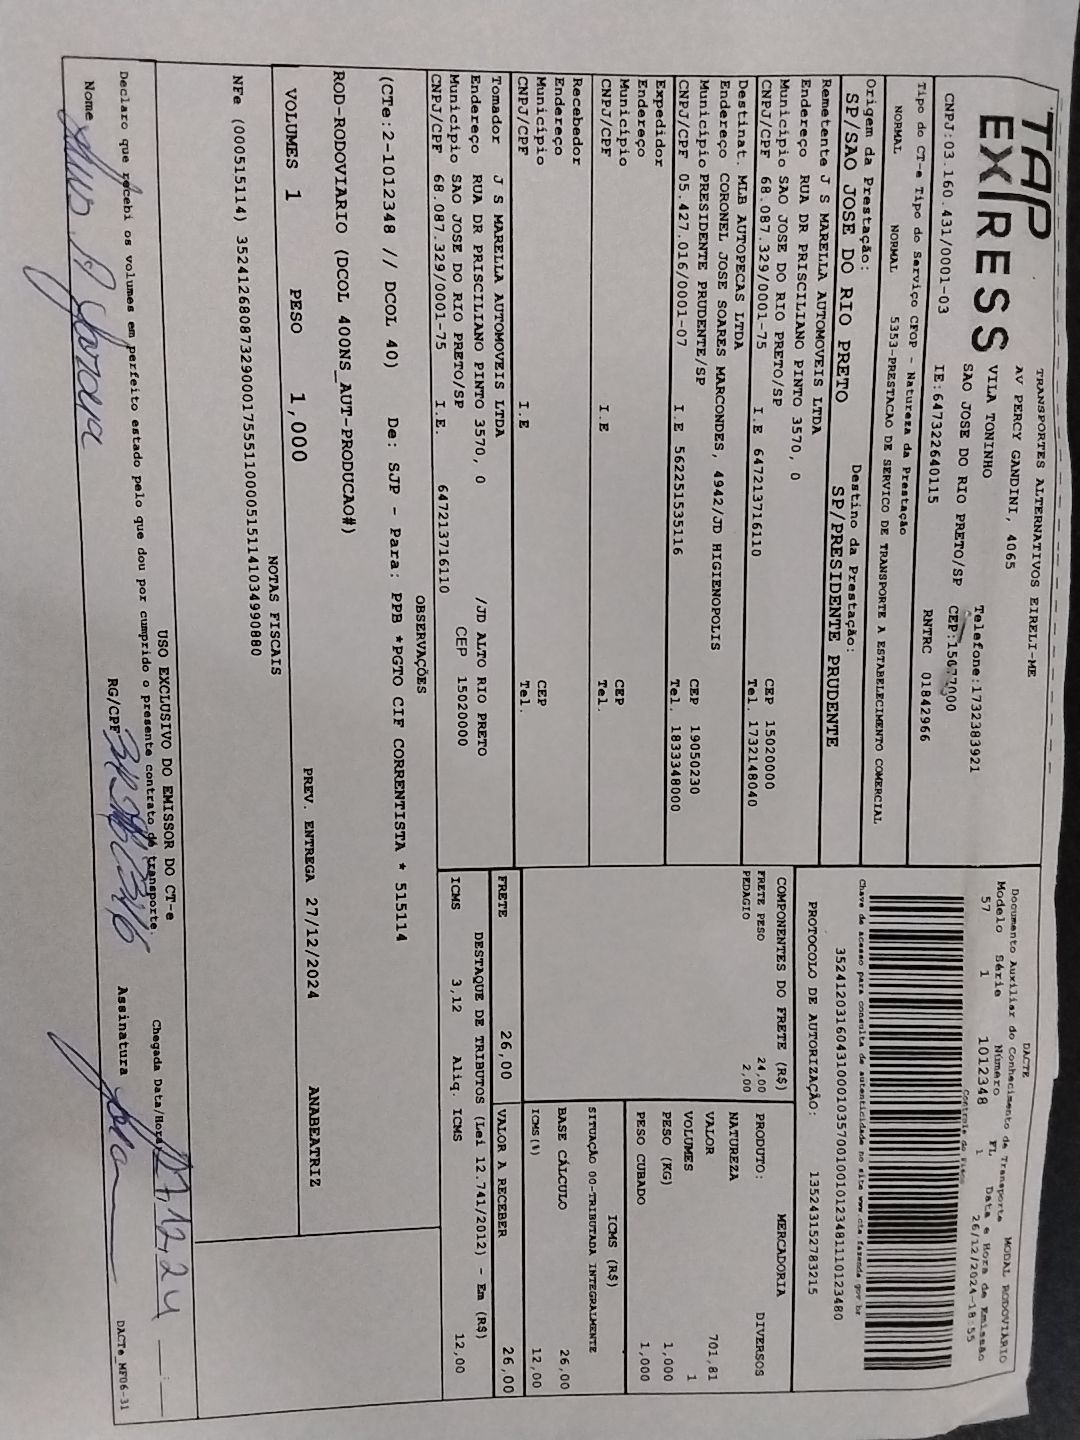 TAP
EXPRESS
TRANSPORTES ALTERNATIVOS EIRELI-ME
AV PERCY GANDINI, 4065
VILA TONINHO
SAO JOSE DO RIO PRETO/SP
Telefone:1732383921
CEP:15077000
CNPJ:03.160.431/0001-03 IE:647322640115 RNTRC 01842966
Tipo do CT-e Tipo do Serviço CFOP - Natureza da Prestação
NORMAL NORMAL 5353-PRESTACAO DE SERVICO DE TRANSPORTE A ESTABELECIMENTO COMERCIAL
Origem da Prestação: Destino da Prestação:
SP/SAO JOSE DO RIO PRETO SP/PRESIDENTE PRUDENTE
Remetente J S MARELLA AUTOMOVEIS LTDA
Endereço RUA DR PRISCILIANO PINTO 3570, 0
Município SAO JOSE DO RIO PRETO/SP CEP 15020000
CNPJ/CPF 68.087.329/0001-75 I.E 647213716110 Tel. 1732148040
Destinat. MLB AUTOPECAS LTDA
Endereço CORONEL JOSE SOARES MARCONDES, 4942/JD HIGIENOPOLIS
Município PRESIDENTE PRUDENTE/SP CEP 19050230
CNPJ/CPF 05.427.016/0001-07 I.E 562251535116 Tel. 1833348000
Expedidor
Endereço
Município CEP
CNPJ/CPF I.E Tel.
Recebedor
Endereço
Município CEP
CNPJ/CPF I.E Tel.
Tomador J S MARELLA AUTOMOVEIS LTDA
Endereço RUA DR PRISCILIANO PINTO 3570, 0 /JD ALTO RIO PRETO
Município SAO JOSE DO RIO PRETO/SP CEP 15020000
CNPJ/CPF 68.087.329/0001-75 I.E. 647213716110
DACTE MODAL RODOVIÁRIO
Documento Auxiliar do Conhecimento de Transporte
Modelo Série Número FL Data e Hora de Emissão
57 1 1012348 1 26/12/2024-18:55
Controle do Fisco
Chave de acesso para consulta de autenticidade no site www.cte.fazenda.gov.br
35241203160431000103570010010123481110123480
PROTOCOLO DE AUTORIZAÇÃO: 135243152783215
COMPONENTES DO FRETE (R$)
FRETE PESO 24,00
PEDAGIO 2,00
FRETE 26,00
PRODUTO: MERCADORIA
NATUREZA DIVERSOS
VALOR 701,81
VOLUMES 1
PESO (KG) 1,000
PESO CUBADO 1,000
ICMS (R$)
SITUAÇÃO 00-TRIBUTADA INTEGRALMENTE
BASE CÁLCULO 26,00
ICMS(%) 12,00
VALOR A RECEBER 26,00
DESTAQUE DE TRIBUTOS (Lei 12.741/2012) - Em (R$)
ICMS 3,12 Aliq. ICMS 12,00
OBSERVAÇÕES
(CTe:2-1012348 // DCOL 40) De: SJP - Para: PPB *PGTO CIF CORRENTISTA * 515114
ROD-RODOVIARIO (DCOL 400NS_AUT-PRODUCAO#)
VOLUMES 1 PESO 1,000 PREV. ENTREGA 27/12/2024 ANABEATRIZ
NOTAS FISCAIS
NFe (000515114) 35241268087329000175551100005151141034990880
USO EXCLUSIVO DO EMISSOR DO CT-e
Declaro que recebi os volumes em perfeito estado pelo que dou por cumprido o presente contrato de transporte.
Chegada Data/Hora 27.12.24
Nome RG/CPF Assinatura
DACTe_MF06-31